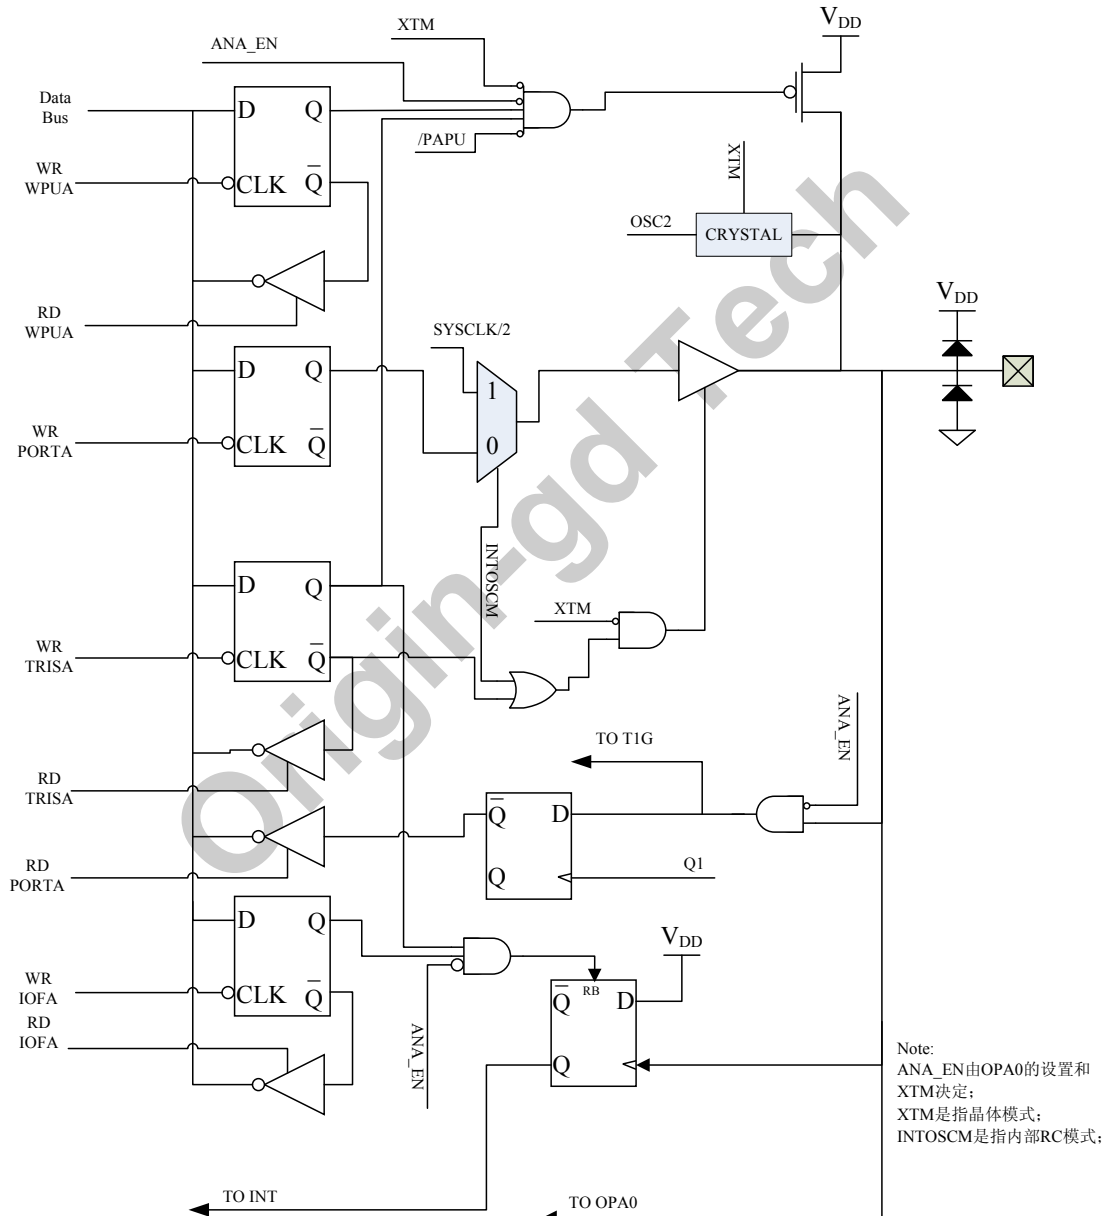 XTM
V_DD
ANA_EN
Data
Bus
D
Q
/PAPU
WR
WPUA
CLK
Q̅
XTM
OSC2
CRYSTAL
RD
WPUA
SYSCLK/2
V_DD
D
Q
1
0
WR
PORTA
CLK
Q̅
INTOSCM
D
Q
XTM
WR
TRISA
CLK
Q̅
ANA_EN
TO T1G
RD
TRISA
Q̅
D
Q
Q1
RD
PORTA
D
Q
V_DD
WR
IOFA
CLK
Q̅
RD
IOFA
ANA_EN
Q̅
RB
D
Q
Note:
ANA_EN由OPA0的设置和
XTM决定;
XTM是指晶体模式;
INTOSCM是指内部RC模式;
TO INT
TO OPA0
Origin-gd Tech